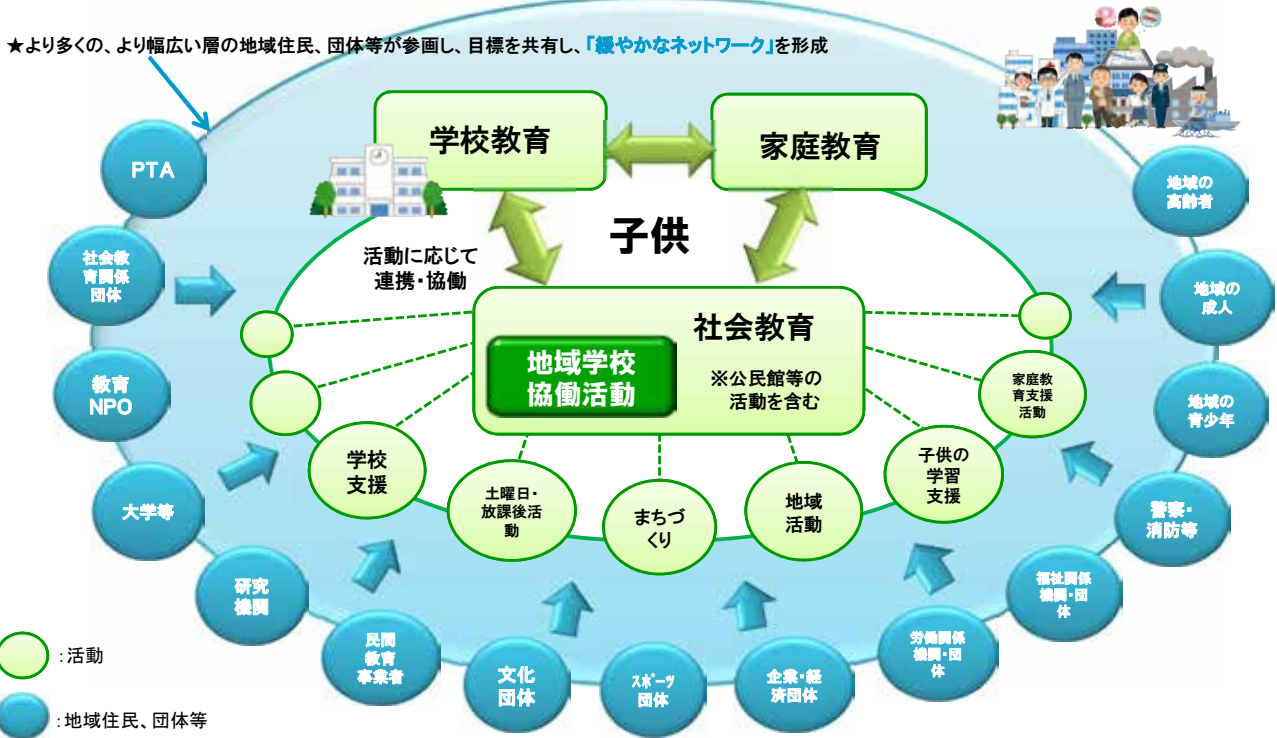 ★より多くの、より幅広い層の地域住民、団体等が参画し、目標を共有し、「緩やかなネットワーク」を形成
学校教育
家庭教育
子供
活動に応じて
連携・協働
社会教育
地域学校
協働活動
※公民館等の
活動を含む
学校
支援
土曜日・
放課後活
動
まちづ
くり
地域
活動
子供の
学習
支援
家庭教
育支援
活動
PTA
社会教
育関係
団体
教育
NPO
大学等
研究
機関
民間
教育
事業者
文化
団体
スポーツ
団体
企業・経
済団体
労働関係
機関・団
体
福祉関係
機関・団
体
警察・
消防等
地域の
青少年
地域の
成人
地域の
高齢者
:活動
:地域住民、団体等